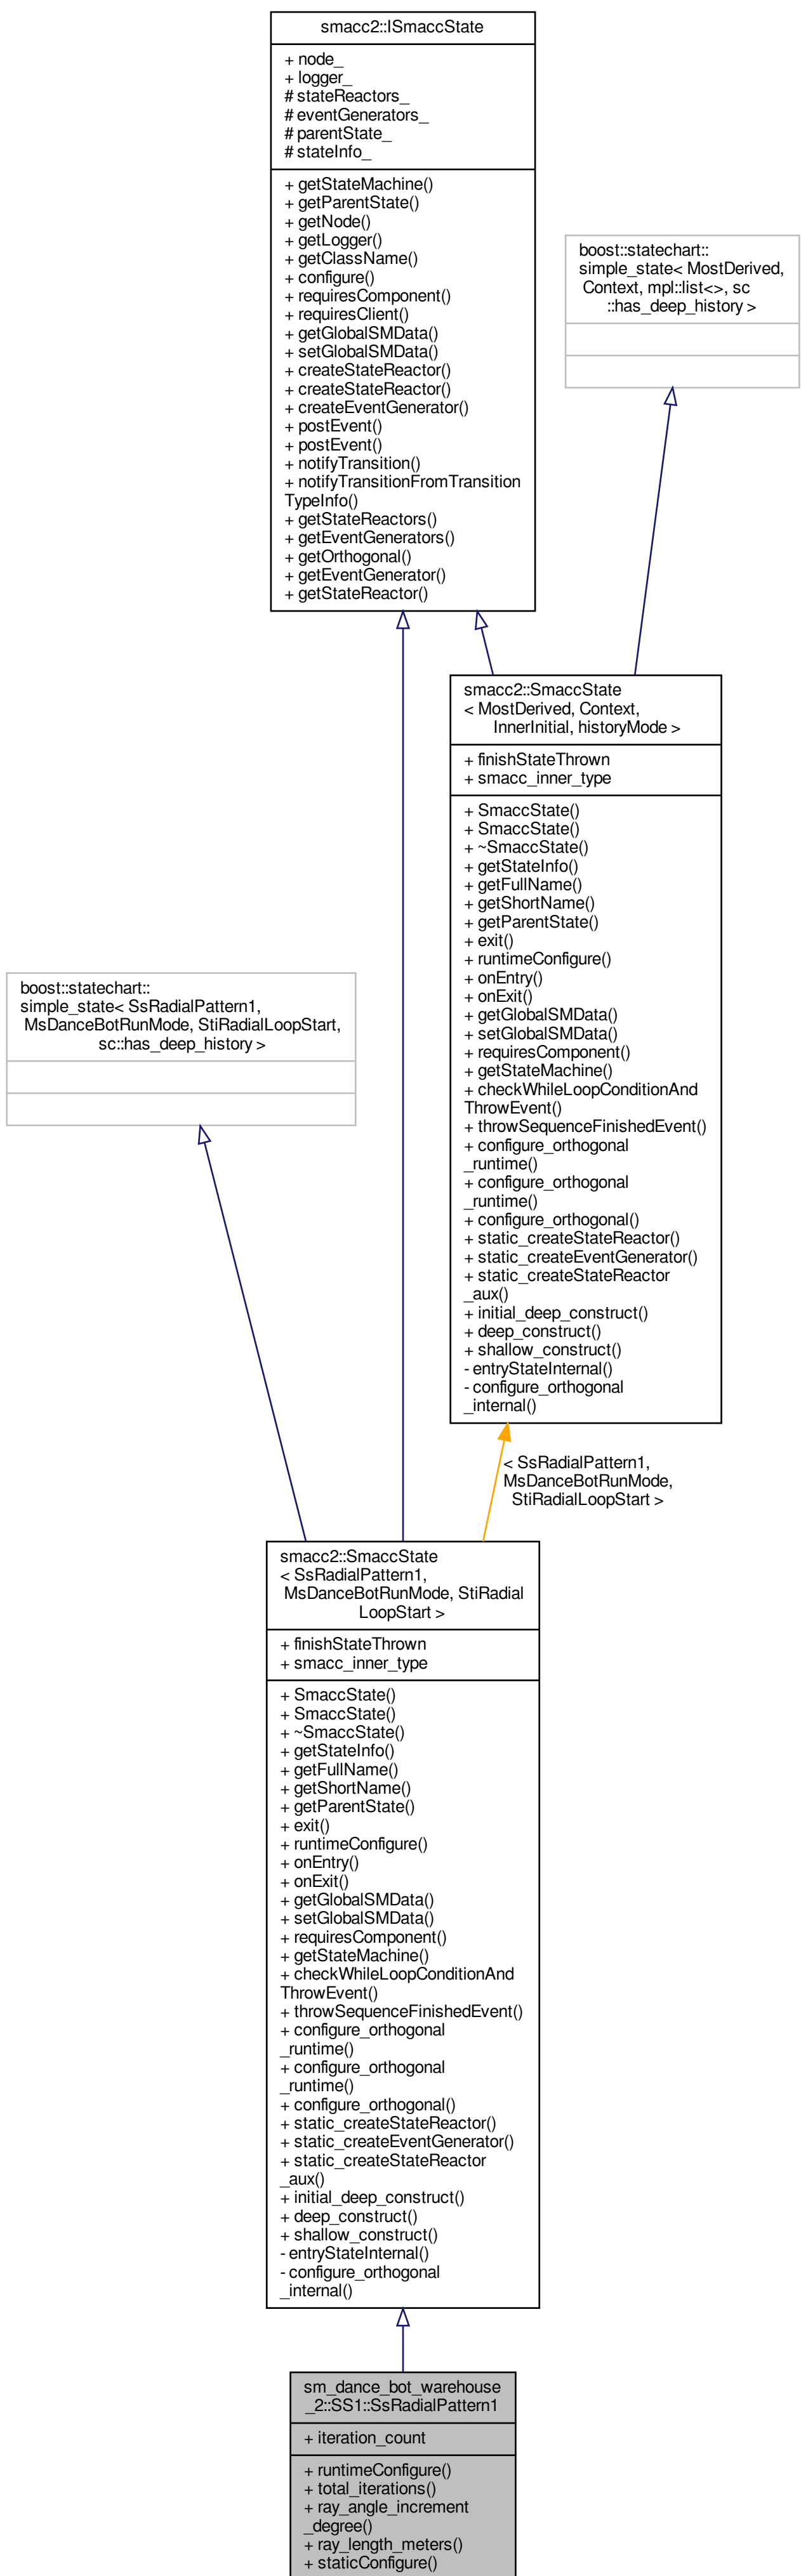 smacc2::ISmaccState
+ node_
+ logger_
# stateReactors_
# eventGenerators_
# parentState_
# stateInfo_
+ getStateMachine()
+ getParentState()
+ getNode()
+ getLogger()
+ getClassName()
+ configure()
+ requiresComponent()
+ requiresClient()
+ getGlobalSMData()
+ setGlobalSMData()
+ createStateReactor()
+ createStateReactor()
+ createEventGenerator()
+ postEvent()
+ postEvent()
+ notifyTransition()
+ notifyTransitionFromTransition
TypeInfo()
+ getStateReactors()
+ getEventGenerators()
+ getOrthogonal()
+ getEventGenerator()
+ getStateReactor()
boost::statechart::
simple_state< MostDerived,
Context, mpl::list<>, sc
::has_deep_history >
smacc2::SmaccState
< MostDerived, Context,
InnerInitial, historyMode >
+ finishStateThrown
+ smacc_inner_type
+ SmaccState()
+ SmaccState()
+ ~SmaccState()
+ getStateInfo()
+ getFullName()
+ getShortName()
+ getParentState()
+ exit()
+ runtimeConfigure()
+ onEntry()
+ onExit()
+ getGlobalSMData()
+ setGlobalSMData()
+ requiresComponent()
+ getStateMachine()
+ checkWhileLoopConditionAnd
ThrowEvent()
+ throwSequenceFinishedEvent()
+ configure_orthogonal
_runtime()
+ configure_orthogonal
_runtime()
+ configure_orthogonal()
+ static_createStateReactor()
+ static_createEventGenerator()
+ static_createStateReactor
_aux()
+ initial_deep_construct()
+ deep_construct()
+ shallow_construct()
- entryStateInternal()
- configure_orthogonal
_internal()
boost::statechart::
simple_state< SsRadialPattern1,
MsDanceBotRunMode, StiRadialLoopStart,
sc::has_deep_history >
< SsRadialPattern1,
MsDanceBotRunMode,
StiRadialLoopStart >
smacc2::SmaccState
< SsRadialPattern1,
MsDanceBotRunMode, StiRadial
LoopStart >
+ finishStateThrown
+ smacc_inner_type
+ SmaccState()
+ SmaccState()
+ ~SmaccState()
+ getStateInfo()
+ getFullName()
+ getShortName()
+ getParentState()
+ exit()
+ runtimeConfigure()
+ onEntry()
+ onExit()
+ getGlobalSMData()
+ setGlobalSMData()
+ requiresComponent()
+ getStateMachine()
+ checkWhileLoopConditionAnd
ThrowEvent()
+ throwSequenceFinishedEvent()
+ configure_orthogonal
_runtime()
+ configure_orthogonal
_runtime()
+ configure_orthogonal()
+ static_createStateReactor()
+ static_createEventGenerator()
+ static_createStateReactor
_aux()
+ initial_deep_construct()
+ deep_construct()
+ shallow_construct()
- entryStateInternal()
- configure_orthogonal
_internal()
sm_dance_bot_warehouse
_2::SS1::SsRadialPattern1
+ iteration_count
+ runtimeConfigure()
+ total_iterations()
+ ray_angle_increment
_degree()
+ ray_length_meters()
+ staticConfigure()